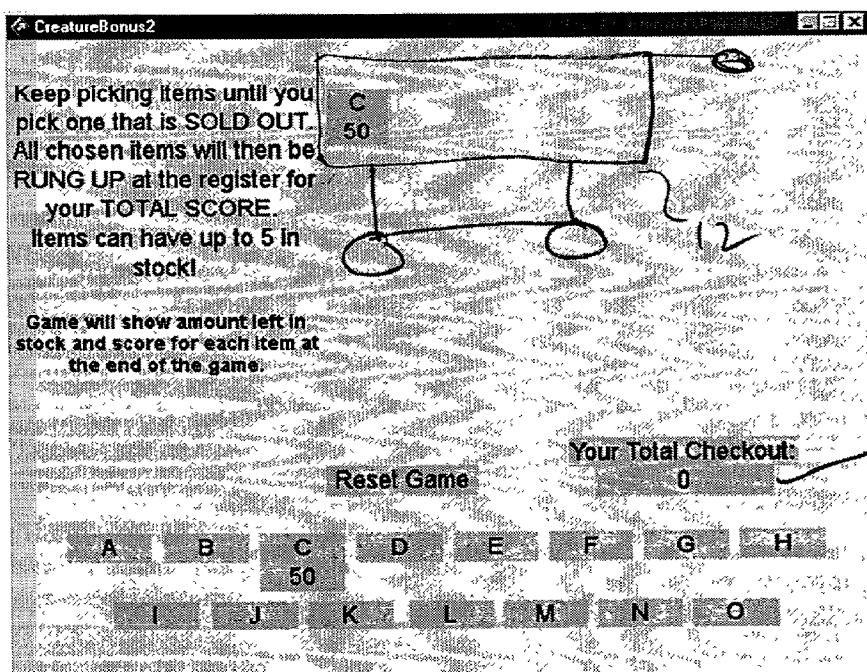 CreatureBonus2
Keep picking items until you
pick one that is SOLD OUT.
All chosen items will then be
RUNG UP at the register for
your TOTAL SCORE.
Items can have up to 5 in
stock!
Game will show amount left in
stock and score for each item at
the end of the game.
C
50
12
Your Total Checkout:
0
Reset Game
A B C D E F G H
50
I J K L M N O